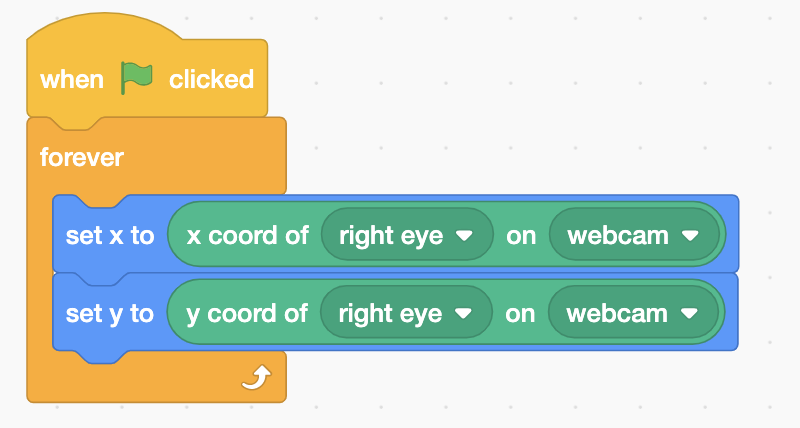 when clicked
forever
set x to x coord of right eye on webcam
set y to y coord of right eye on webcam